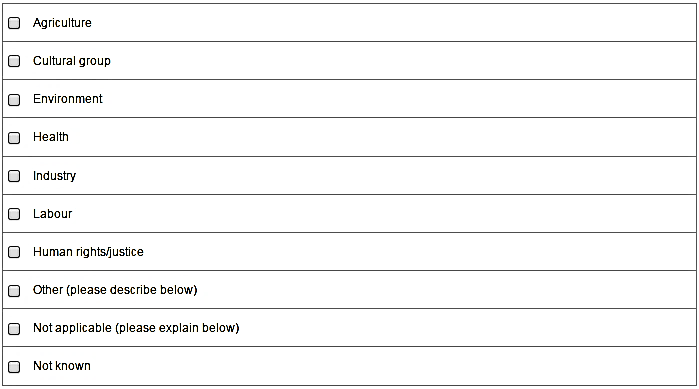 Agriculture
Cultural group
Environment
Health
Industry
Labour
Human rights/justice
Other (please describe below)
Not applicable (please explain below)
Not known